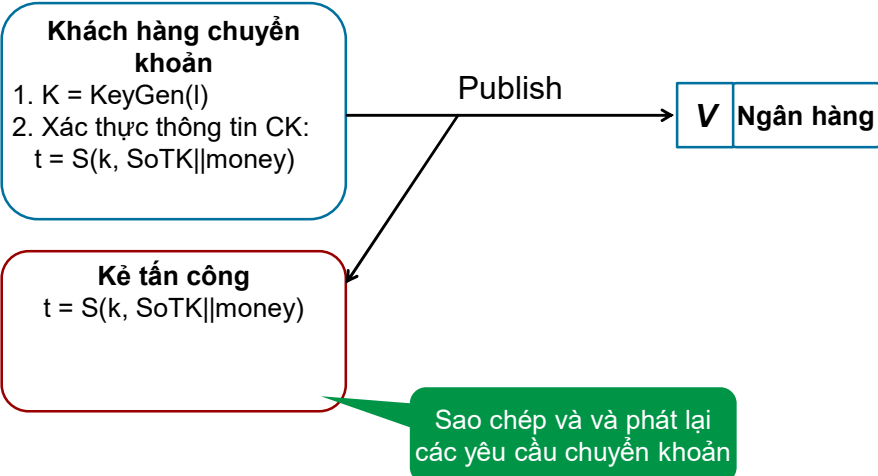 Khách hàng chuyển
khoản
1. K = KeyGen(l)
2. Xác thực thông tin CK:
t = S(k, SoTK||money)
Publish
V Ngân hàng
Kẻ tấn công
t = S(k, SoTK||money)
Sao chép và và phát lại
các yêu cầu chuyển khoản